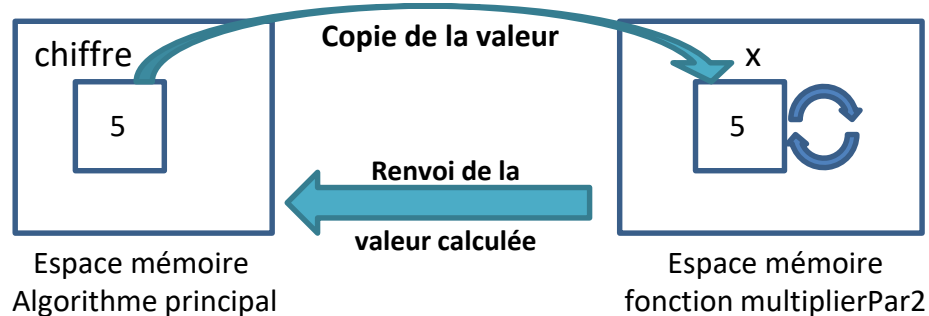 chiffre
5
Espace mémoire
Algorithme principal
Copie de la valeur
Renvoi de la
valeur calculée
x
5
Espace mémoire
fonction multiplierPar2